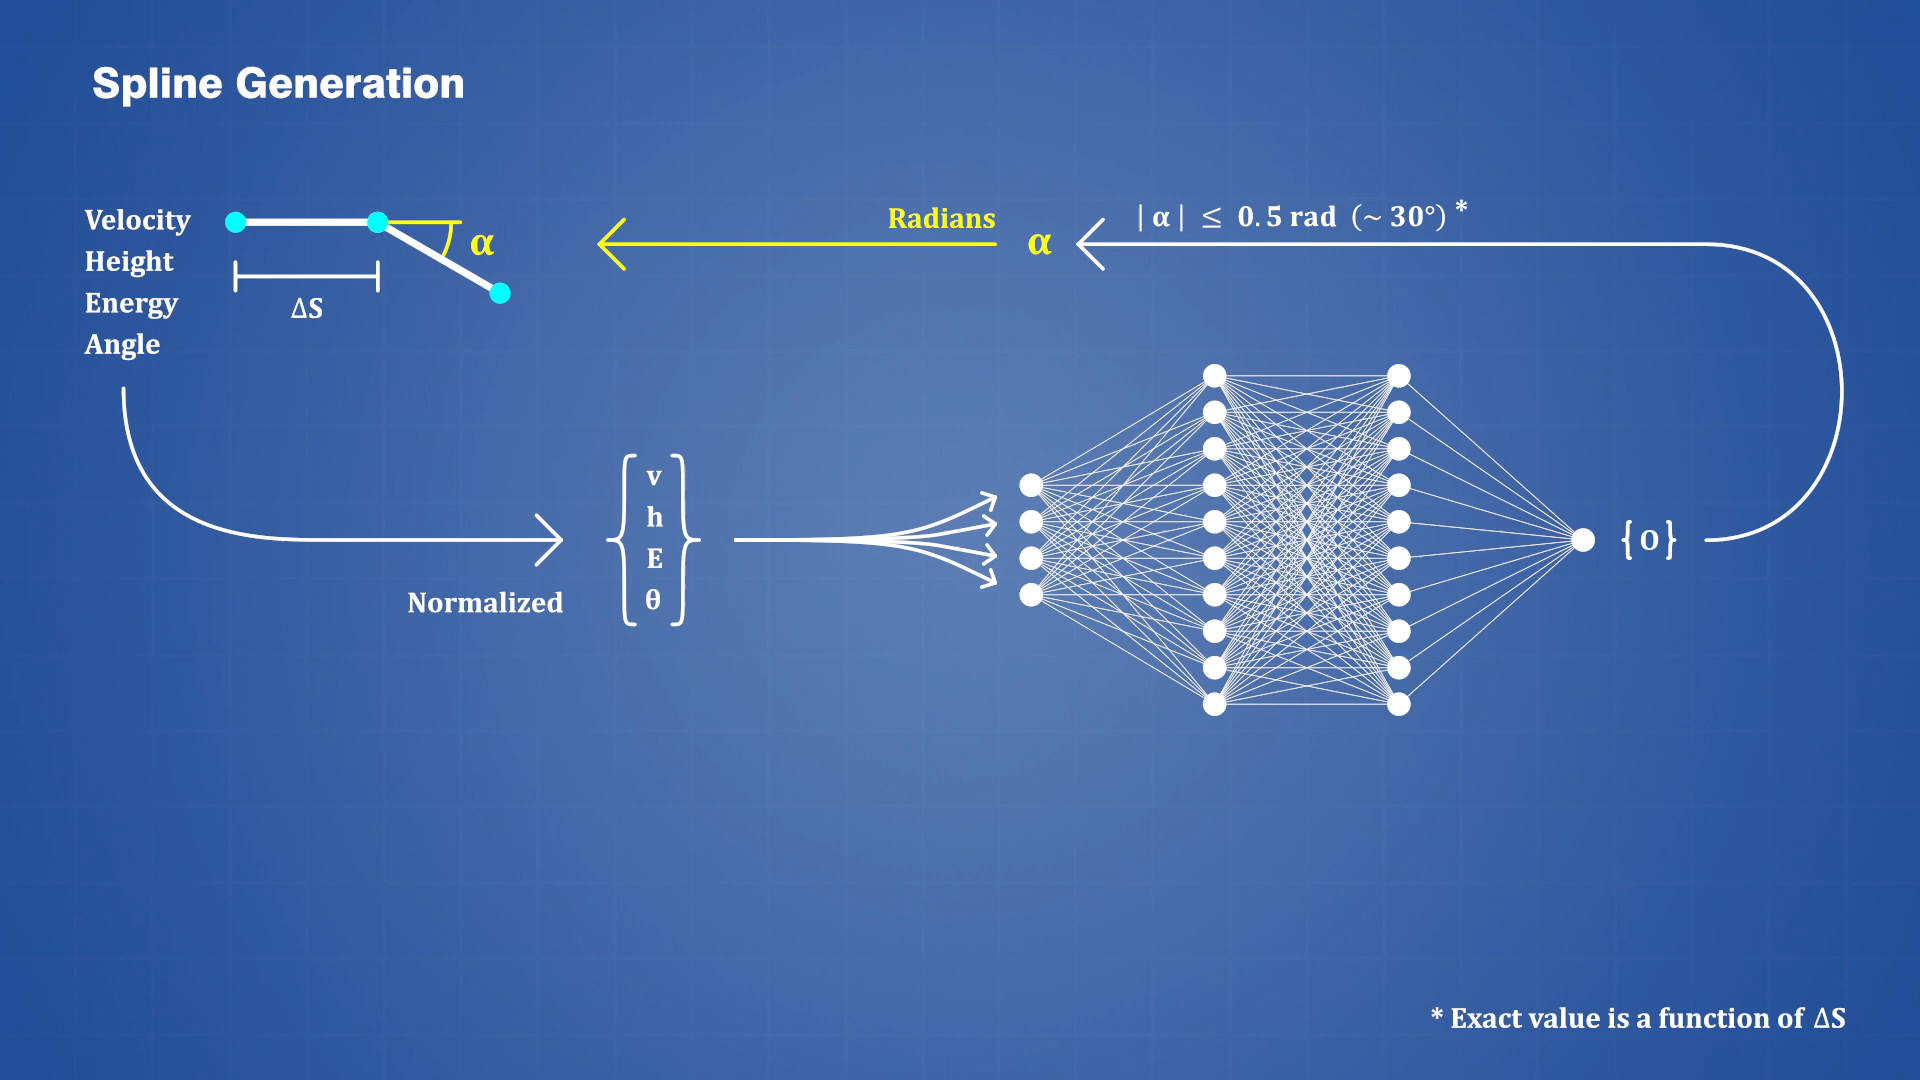 Spline Generation
Velocity
Height
Energy
Angle
ΔS
α
Radians
α
| α | ≤ 0.5 rad (~ 30°) *
Normalized
v
h
E
θ
{ O }
* Exact value is a function of ΔS